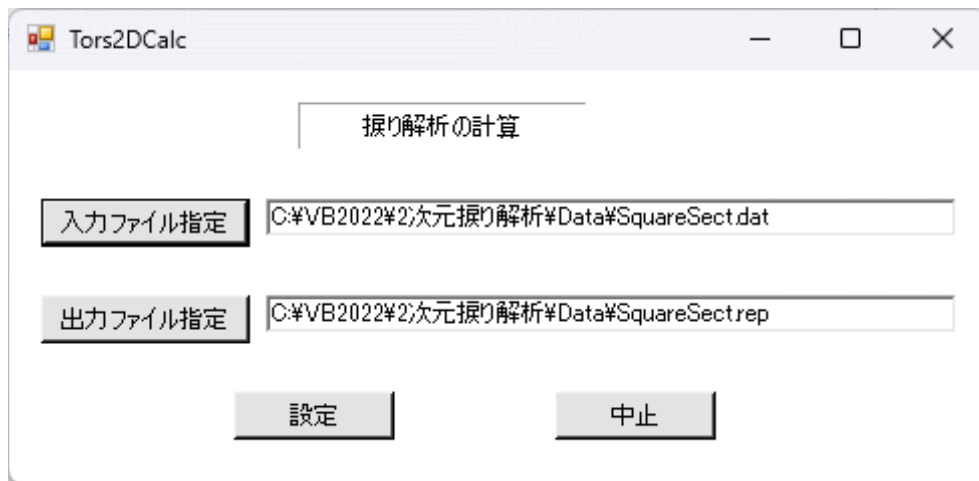 Tors2DCalc
捩り解析の計算
入力ファイル指定
C:¥VB2022¥2次元捩り解析¥Data¥SquareSect.dat
出力ファイル指定
C:¥VB2022¥2次元捩り解析¥Data¥SquareSect.rep
設定
中止